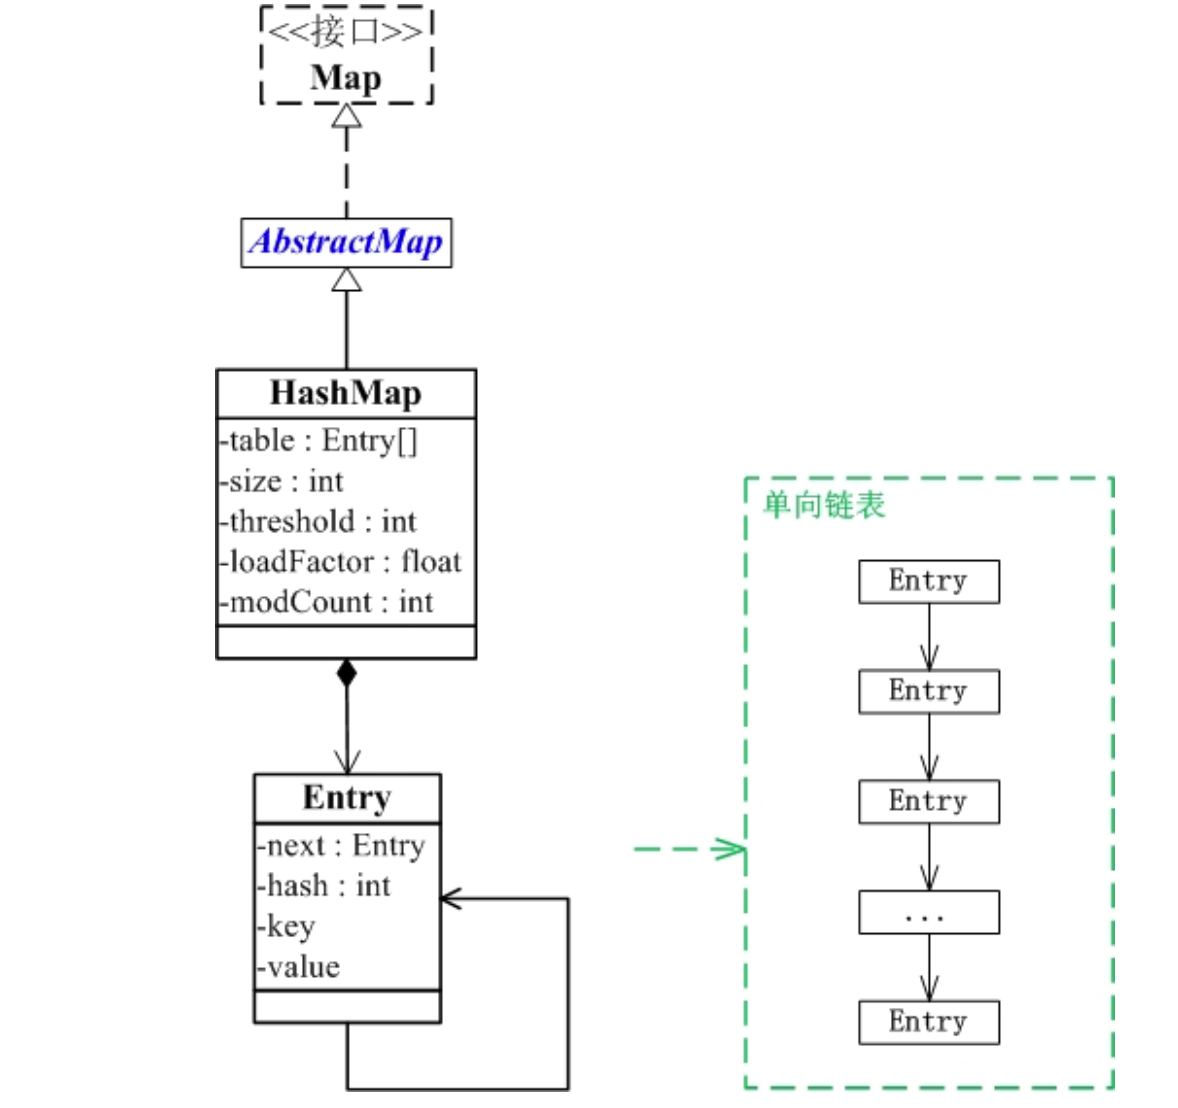 <<接口>>
Map
AbstractMap
HashMap
-table : Entry[]
-size : int
-threshold : int
-loadFactor : float
-modCount : int
Entry
-next : Entry
-hash : int
-key
-value
单向链表
Entry
Entry
Entry
...
Entry